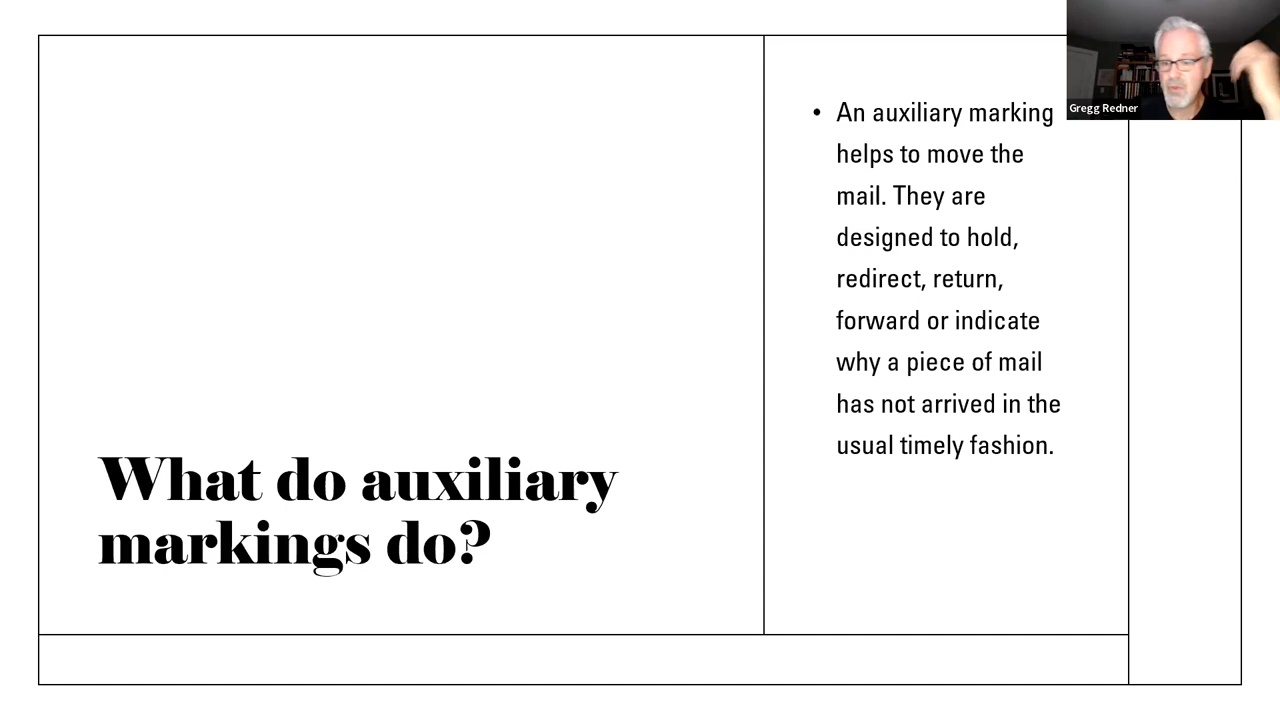 What do auxiliary
markings do?
• An auxiliary marking
helps to move the
mail. They are
designed to hold,
redirect, return,
forward or indicate
why a piece of mail
has not arrived in the
usual timely fashion.
Gregg Redner